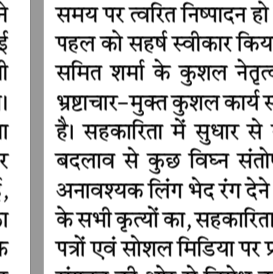 समय पर त्वरित निष्पादन हो
पहल को सहर्ष स्वीकार किय
समित शर्मा के कुशल नेतृत्
भ्रष्टाचार-मुक्त कुशल कार्य स
है। सहकारिता में सुधार से
बदलाव से कुछ विघ्न संतो
अनावश्यक लिंग भेद रंग देने
के सभी कृत्यों का, सहकारिता
पत्रों एवं सोशल मिडिया पर प्र